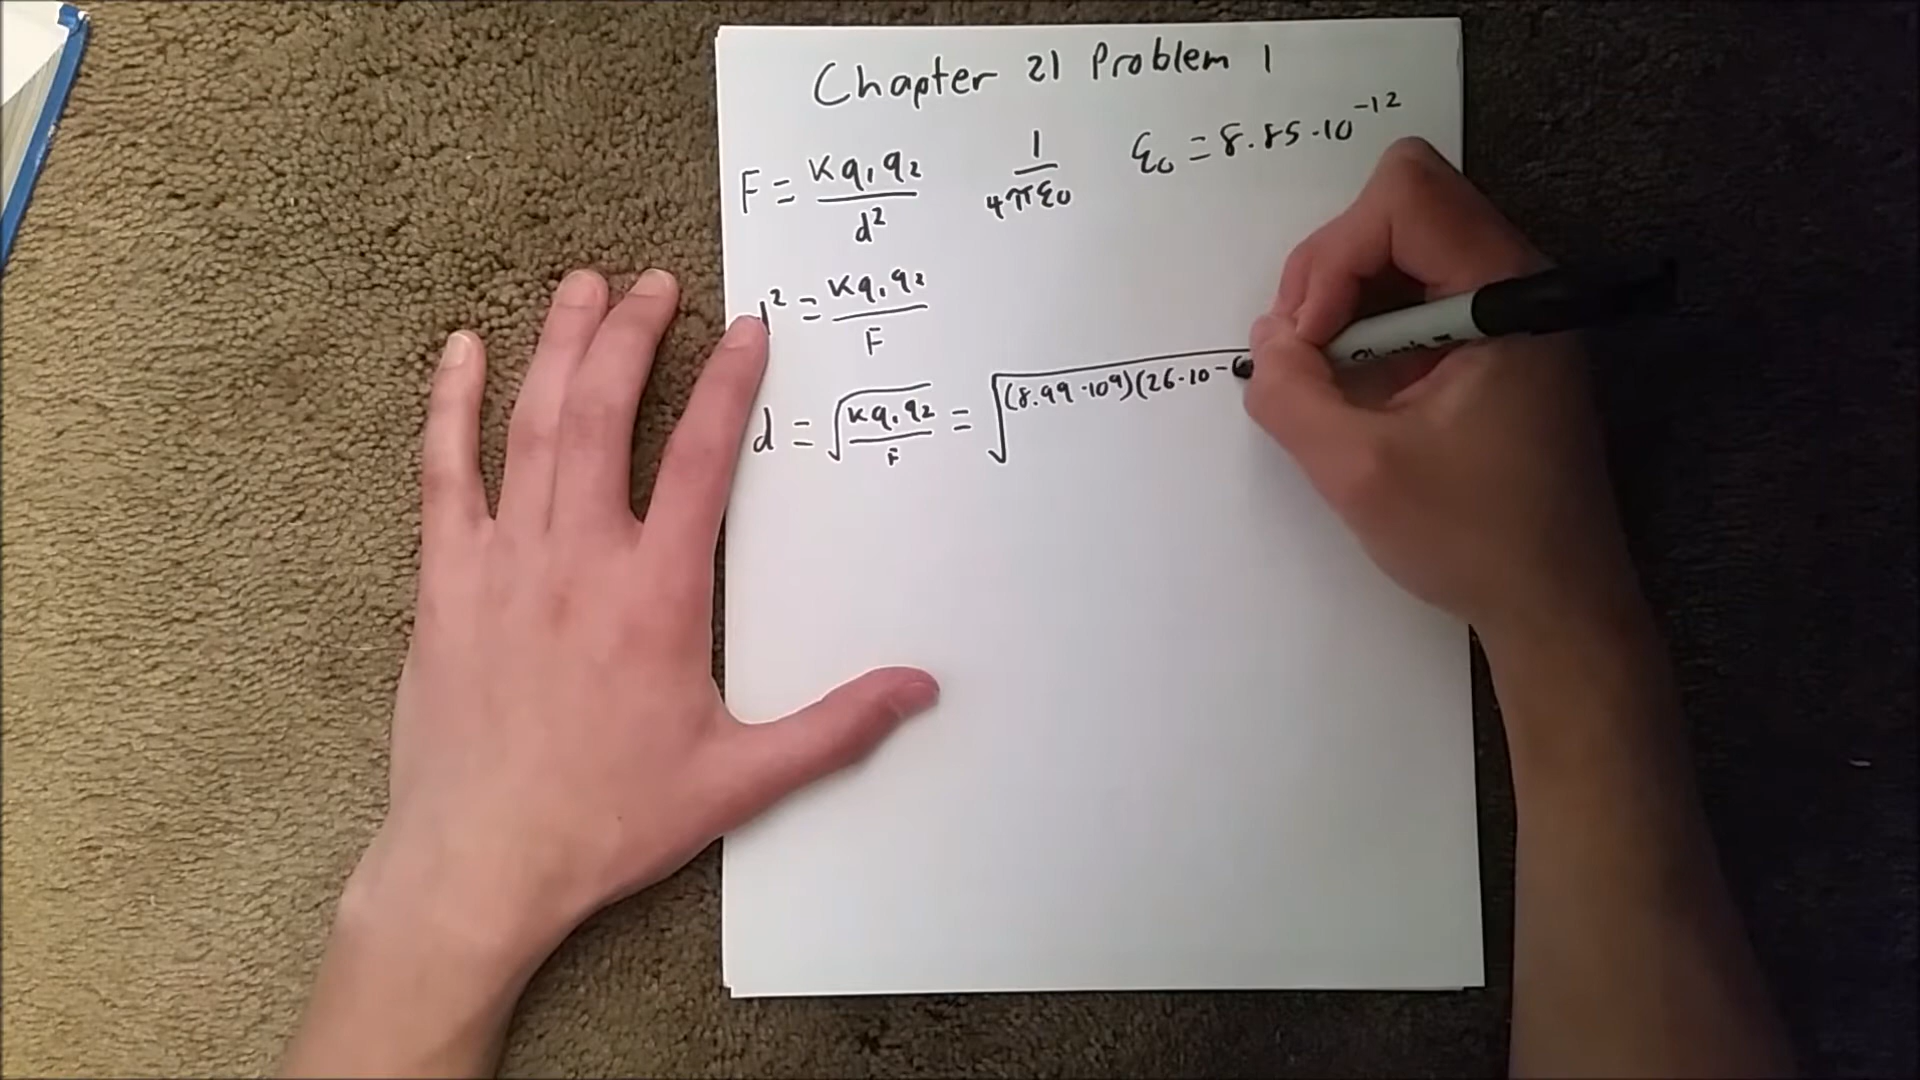 Chapter 21 Problem 1
F = Kq₁q₂/d² 1/4πε₀ ε₀ = 8.85·10⁻¹²
d² = Kq₁q₂/F
d = √(Kq₁q₂/F) = √(8.99·10⁹)(26·10-6